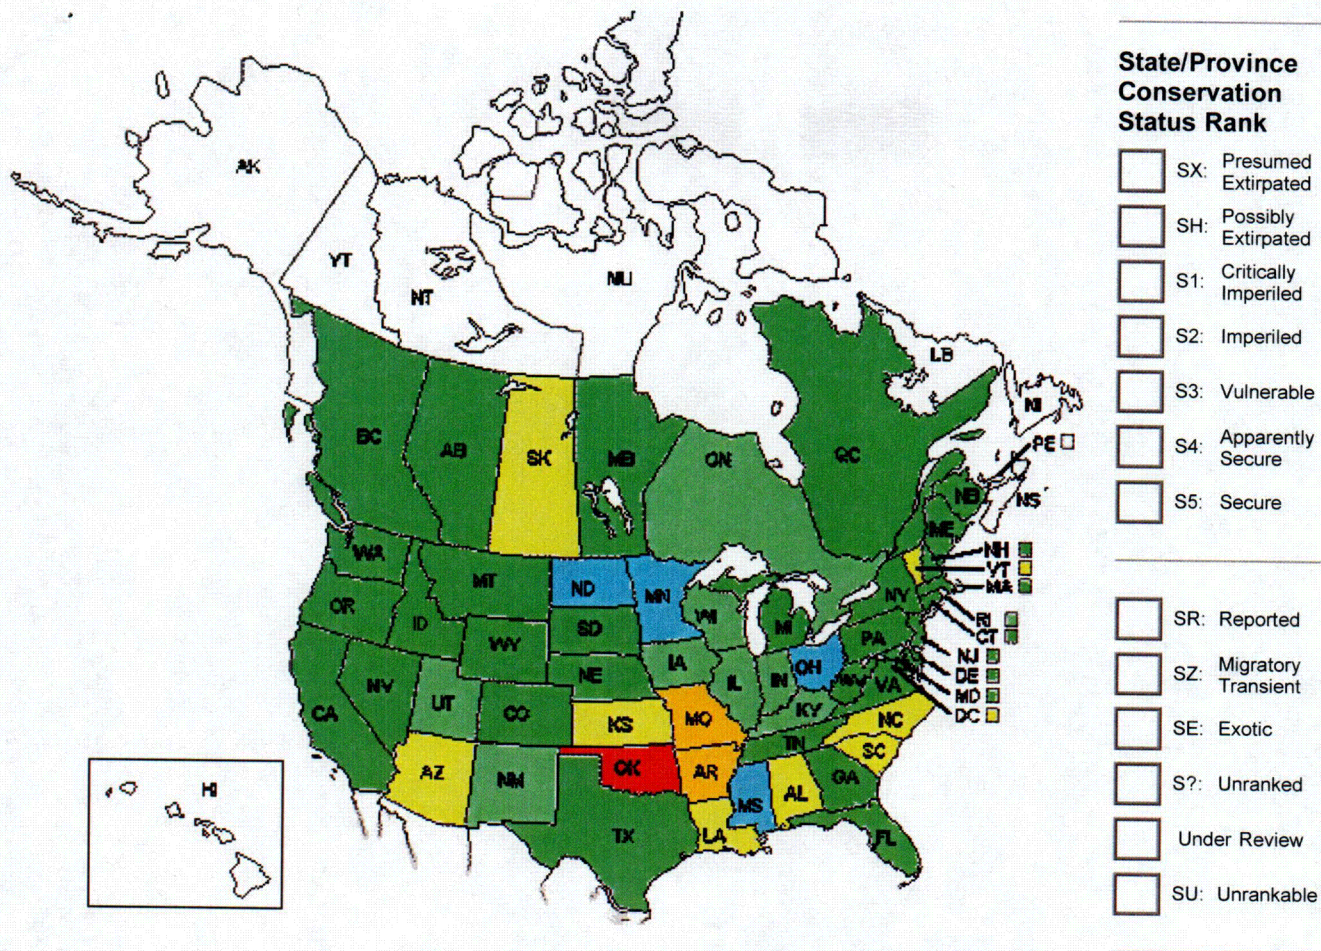 AK
YT
NT
NU
LB
NI
PE
BC
AB
SK
MB
ON
QC
NB
NS
ME
WA
MT
ND
MN
NH
VT
MA
OR
ID
WY
SD
WI
MI
NY
RI
CT
PA
NJ
NV
UT
CO
NE
IA
IL
IN
OH
WV
VA
DE
MD
DC
CA
KS
MO
KY
NC
AZ
NM
OK
AR
TN
SC
HI
TX
LA
MS
AL
GA
FL
State/Province
Conservation
Status Rank
SX: Presumed
Extirpated
SH: Possibly
Extirpated
S1: Critically
Imperiled
S2: Imperiled
S3: Vulnerable
S4: Apparently
Secure
S5: Secure
SR: Reported
SZ: Migratory
Transient
SE: Exotic
S?: Unranked
Under Review
SU: Unrankable